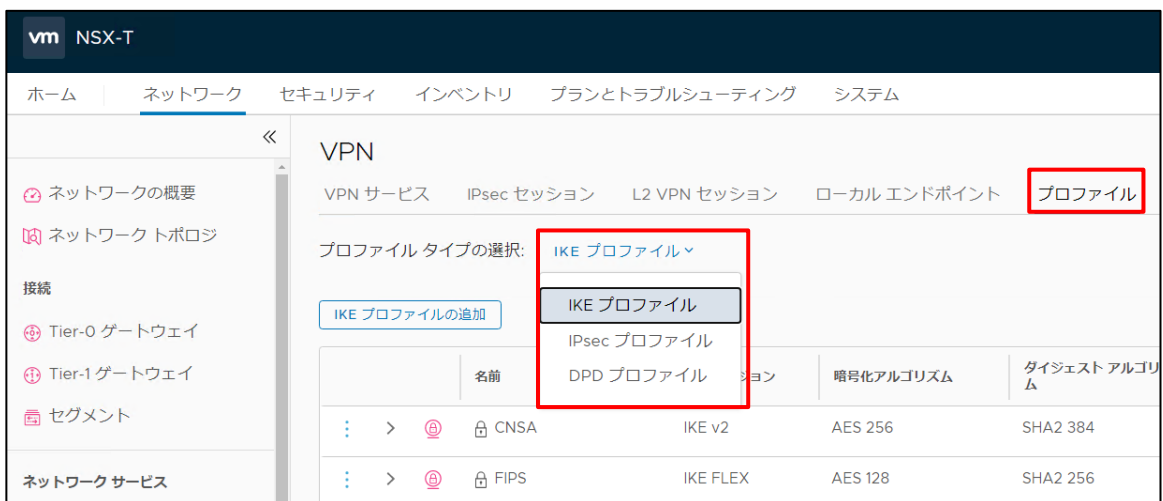 vm NSX-T
ホーム ネットワーク セキュリティ インベントリ プランとトラブルシューティング システム
ネットワークの概要
ネットワーク トポロジ
接続
Tier-0 ゲートウェイ
Tier-1 ゲートウェイ
セグメント
ネットワーク サービス
VPN
VPN サービス IPsec セッション L2 VPN セッション ローカル エンドポイント プロファイル
プロファイル タイプの選択: IKE プロファイル
IKE プロファイル
IPsec プロファイル
DPD プロファイル
IKE プロファイルの追加
名前 ション 暗号化アルゴリズム ダイジェスト アルゴリ
ム
CNSA IKE v2 AES 256 SHA2 384
FIPS IKE FLEX AES 128 SHA2 256